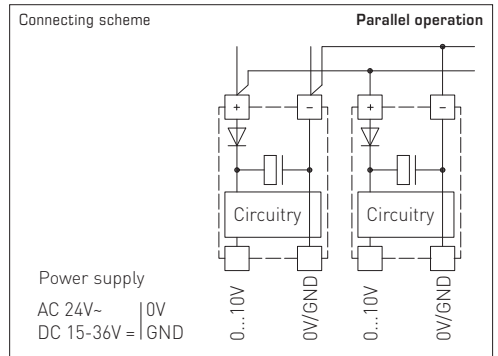 Connecting scheme
Parallel operation
+
–
+
–
Circuitry
Circuitry
Power supply
AC 24V~ | 0V
DC 15-36V = | GND
0...10V
0V/GND
0...10V
0V/GND